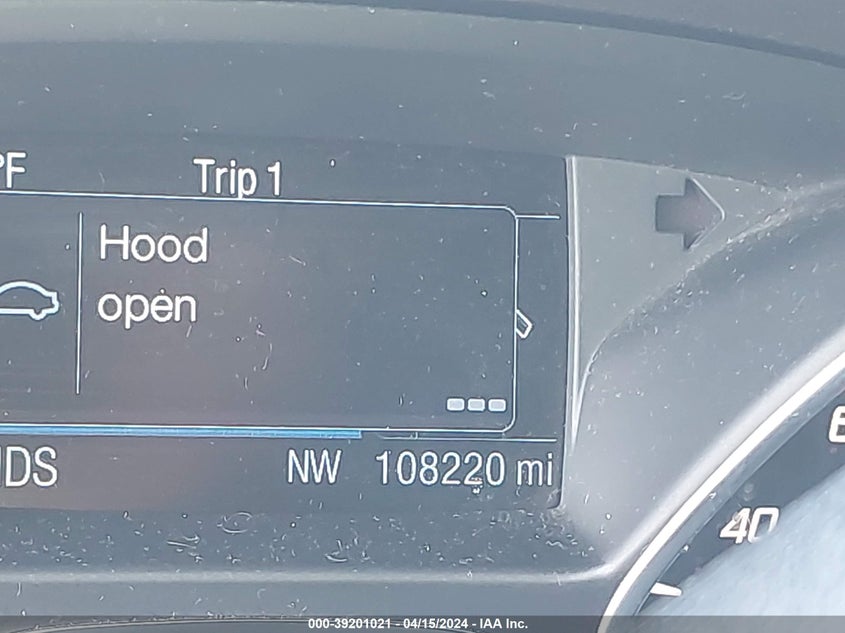 °F Trip 1
Hood
open
NW 108220 mi
40
000-39201021 - 04/15/2024 - IAA Inc.